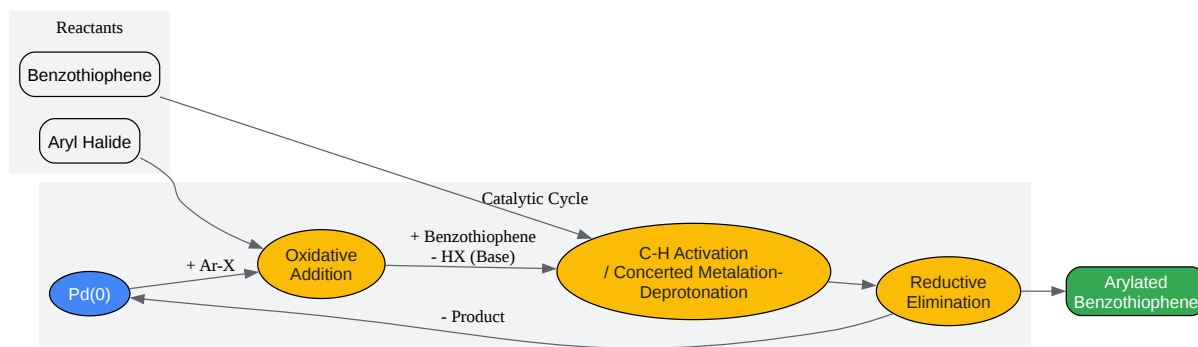 Reactants
Benzothiophene
Aryl Halide
Catalytic Cycle
Pd(0)
+ Ar-X
Oxidative
Addition
+ Benzothiophene
- HX (Base)
C-H Activation
/ Concerted Metalation-
Deprotonation
Reductive
Elimination
- Product
Arylated
Benzothiophene